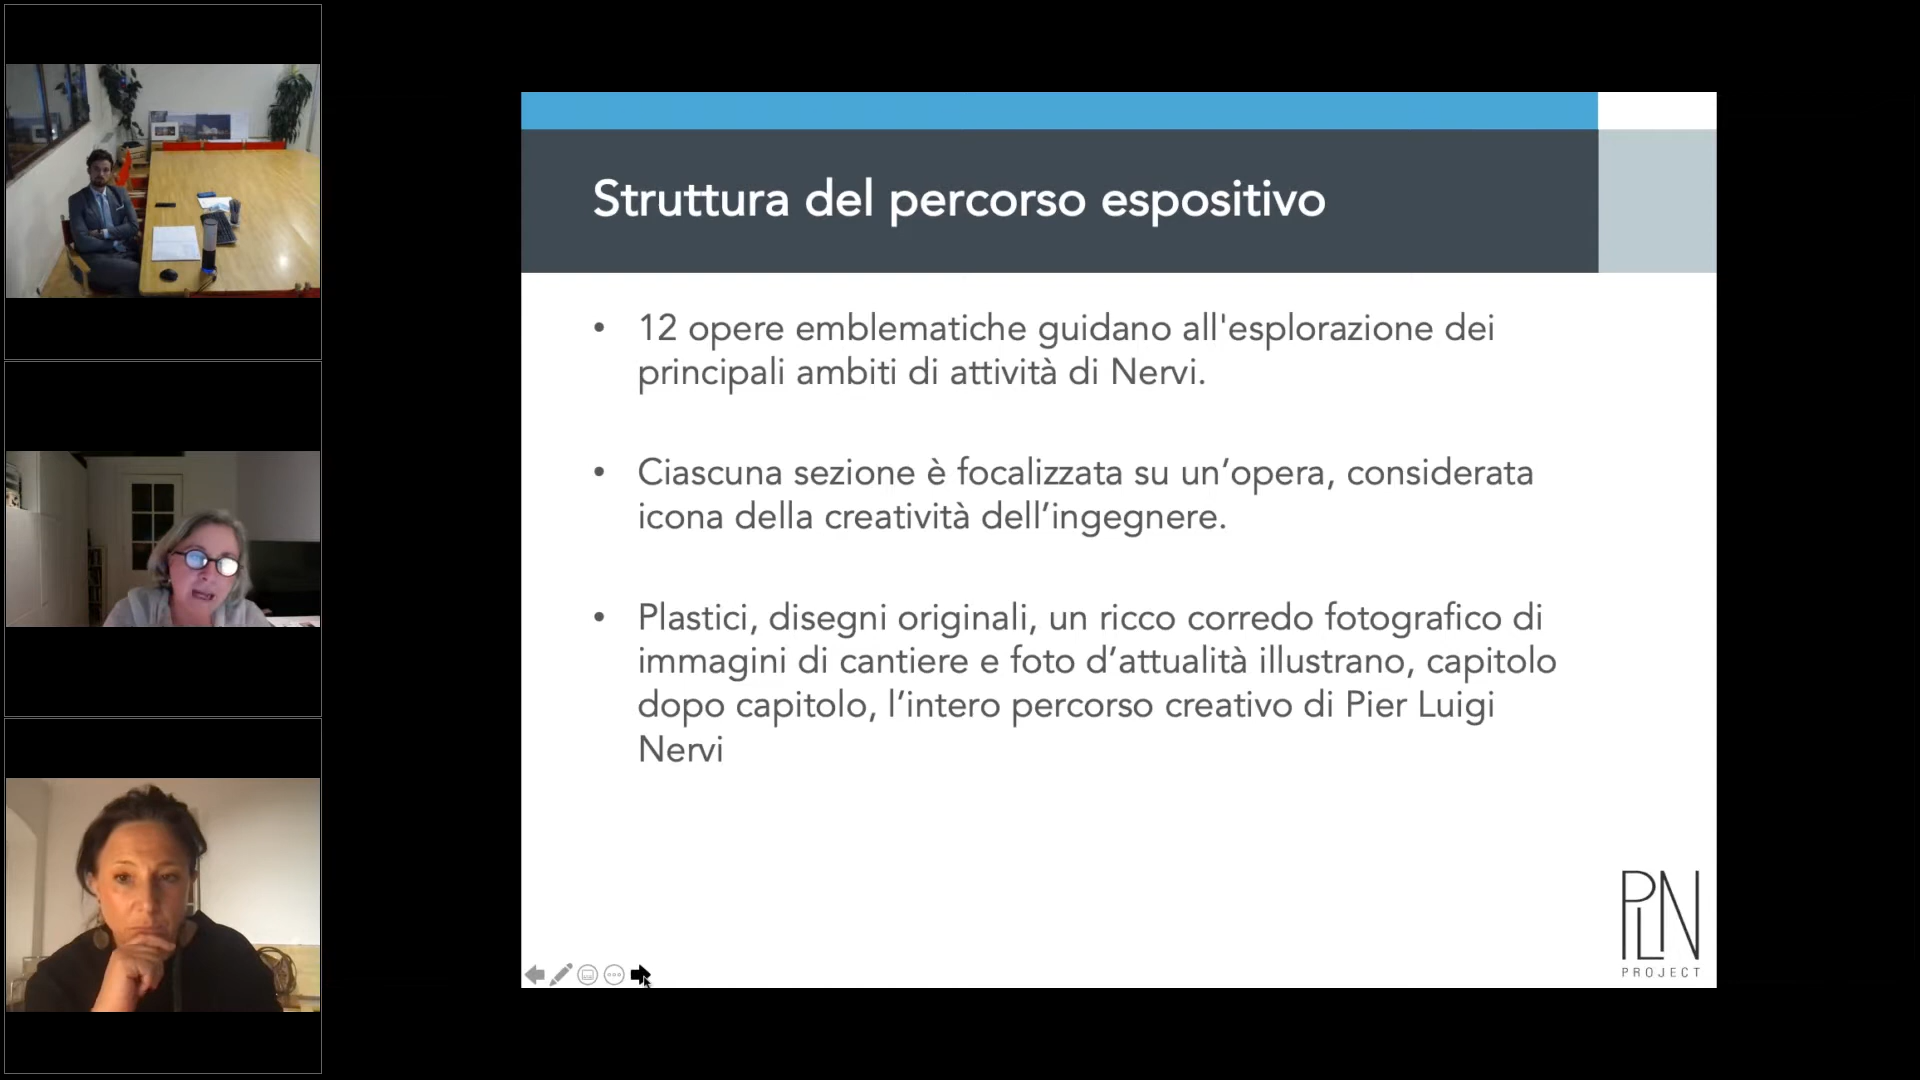 Struttura del percorso espositivo
• 12 opere emblematiche guidano all'esplorazione dei
principali ambiti di attività di Nervi.
• Ciascuna sezione è focalizzata su un’opera, considerata
icona della creatività dell’ingegnere.
• Plastici, disegni originali, un ricco corredo fotografico di
immagini di cantiere e foto d’attualità illustrano, capitolo
dopo capitolo, l’intero percorso creativo di Pier Luigi
Nervi
PLN
PROJECT